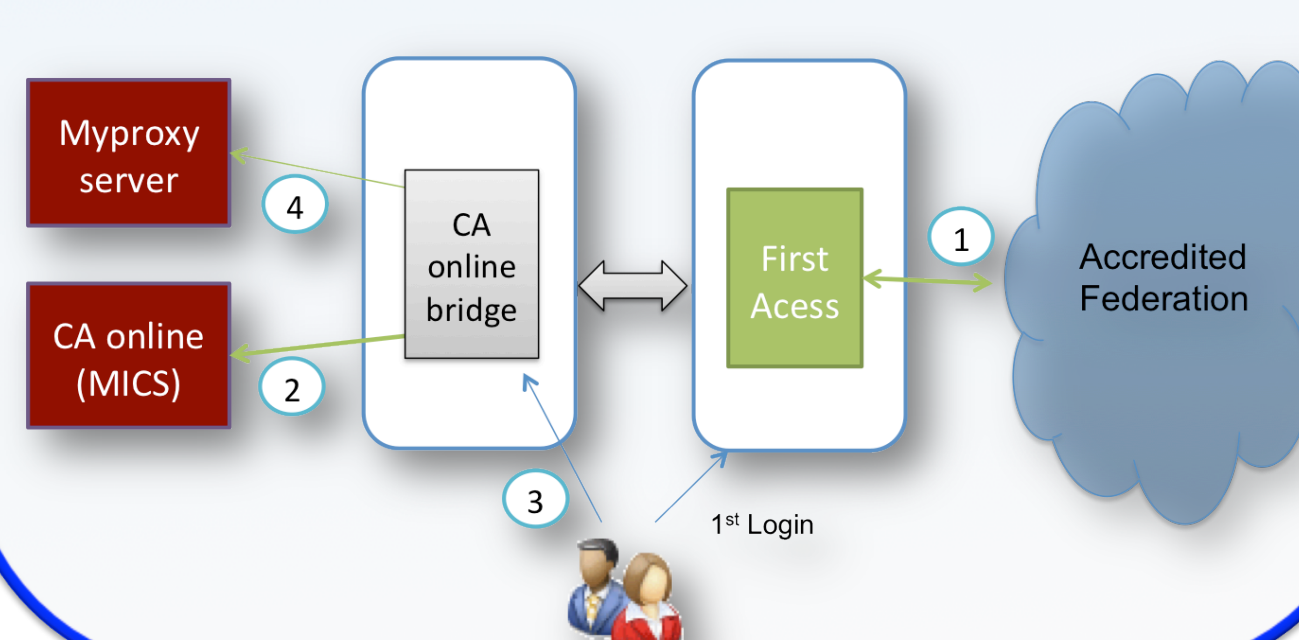 Myproxy
server
4
CA online
(MICS)
2
CA
online
bridge
3
First
Acess
1st Login
1
Accredited
Federation